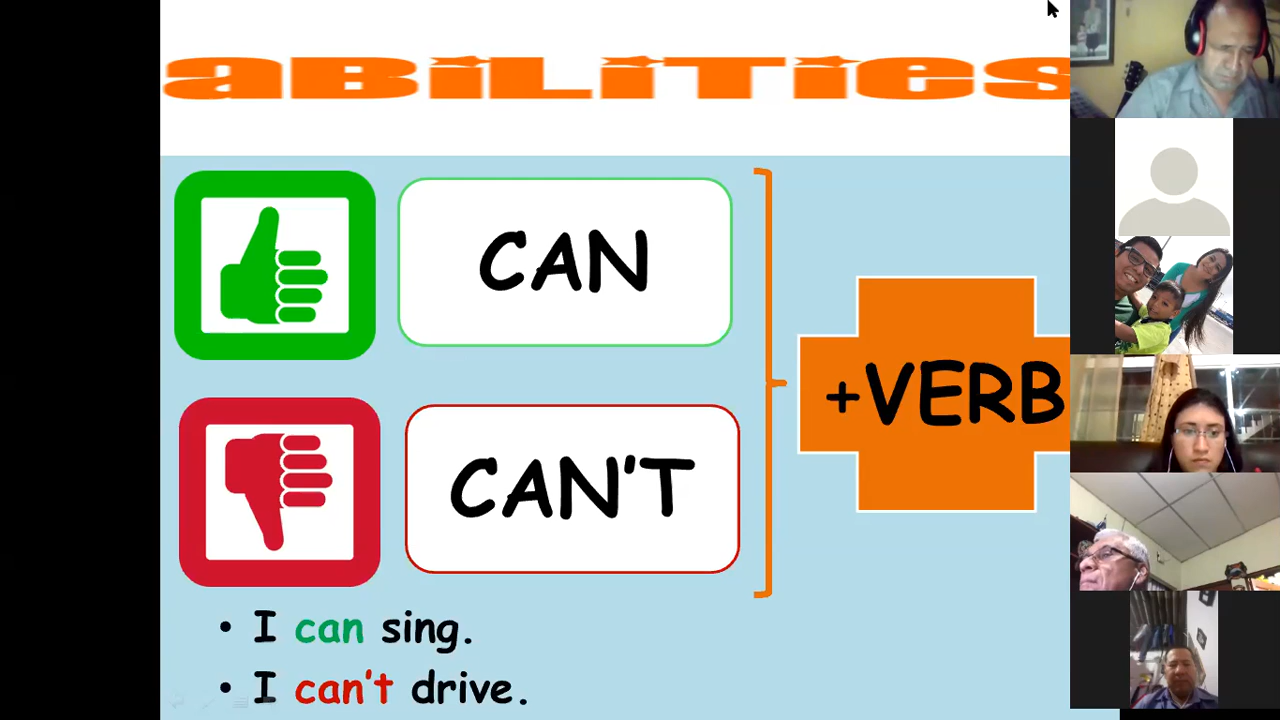 aBiLiTies
CAN
+VERB
CAN'T
• I can sing.
• I can't drive.